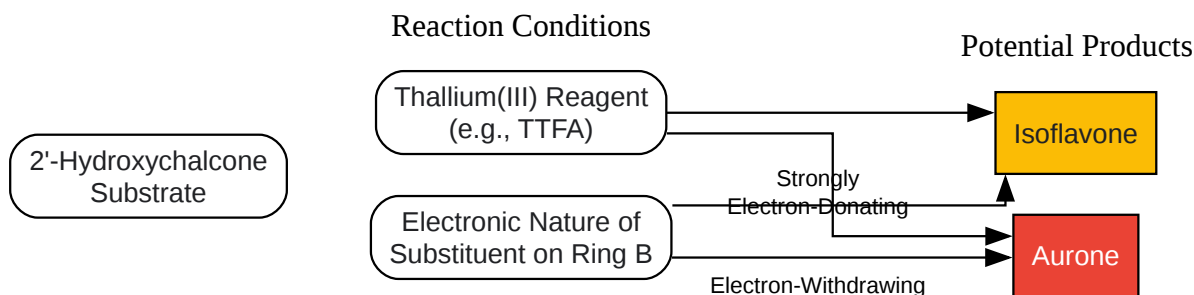 Reaction Conditions
Potential Products
Thallium(III) Reagent
(e.g., TTFA)
Isoflavone
2'-Hydroxychalcone
Substrate
Strongly
Electron-Donating
Electronic Nature of
Substituent on Ring B
Aurone
Electron-Withdrawing